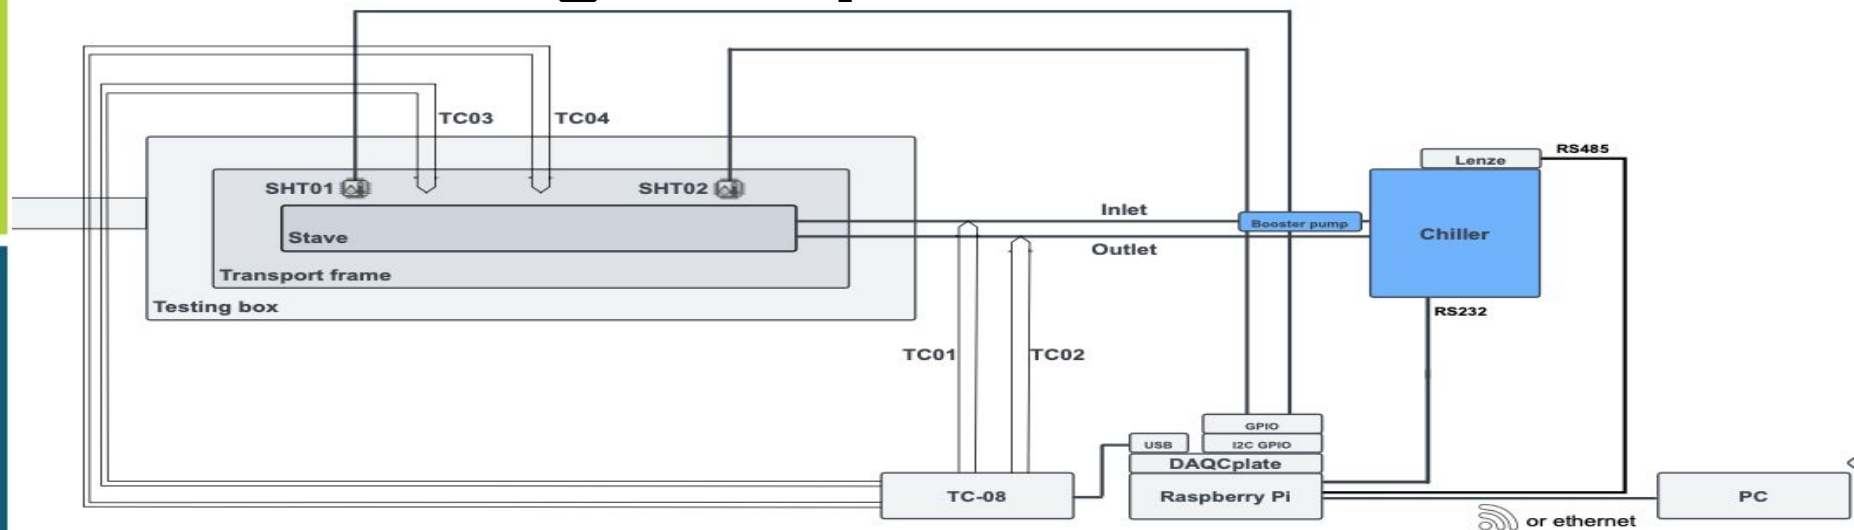 TC03
TC04
RS485
Lenze
SHT01
SHT02
Inlet
Booster pump
Chiller
Stave
Outlet
Transport frame
Testing box
RS232
TC01
TC02
GPIO
USB
I2C GPIO
DAQCplate
TC-08
Raspberry Pi
PC
or ethernet